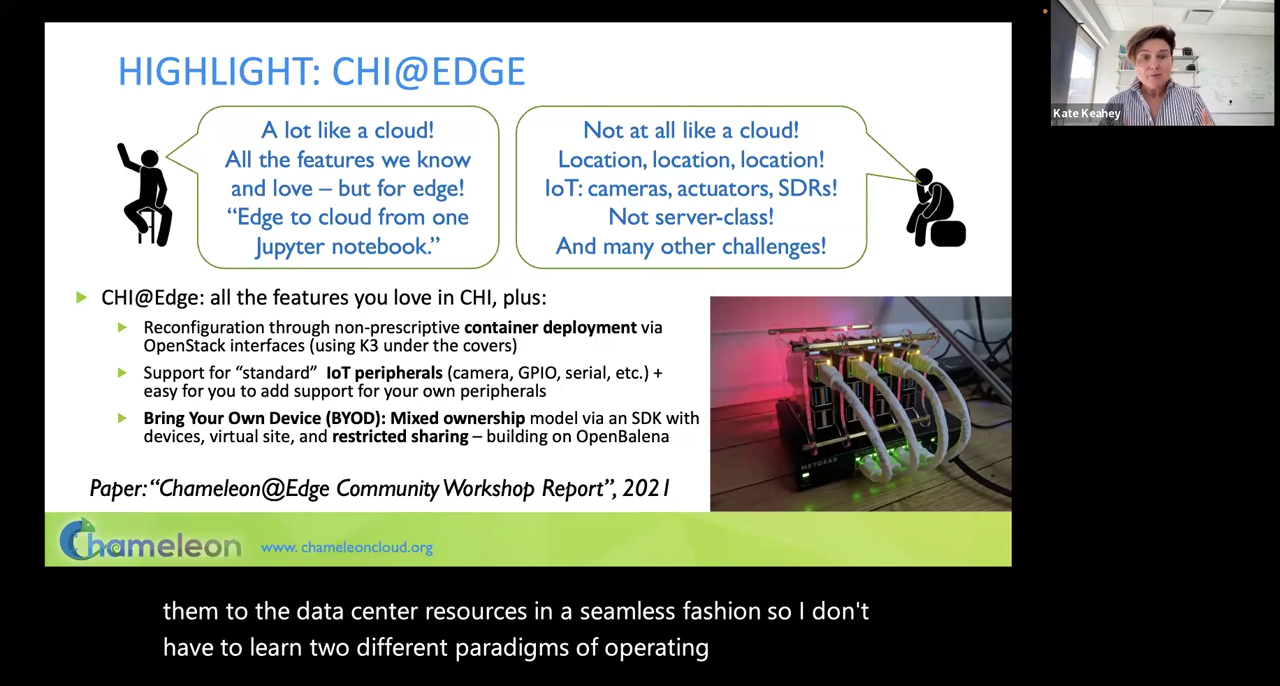 HIGHLIGHT: CHI@EDGE
A lot like a cloud!
All the features we know
and love – but for edge!
“Edge to cloud from one
Jupyter notebook.”
Not at all like a cloud!
Location, location, location!
IoT: cameras, actuators, SDRs!
Not server-class!
And many other challenges!
CHI@Edge: all the features you love in CHI, plus:
Reconfiguration through non-prescriptive container deployment via
OpenStack interfaces (using K3 under the covers)
Support for “standard” IoT peripherals (camera, GPIO, serial, etc.) +
easy for you to add support for your own peripherals
Bring Your Own Device (BYOD): Mixed ownership model via an SDK with
devices, virtual site, and restricted sharing – building on OpenBalena
Paper: “Chameleon@Edge Community Workshop Report”, 2021
NETGEAR
Chameleon
www. chameleoncloud.org
Kate Keahey
them to the data center resources in a seamless fashion so I don't
have to learn two different paradigms of operating